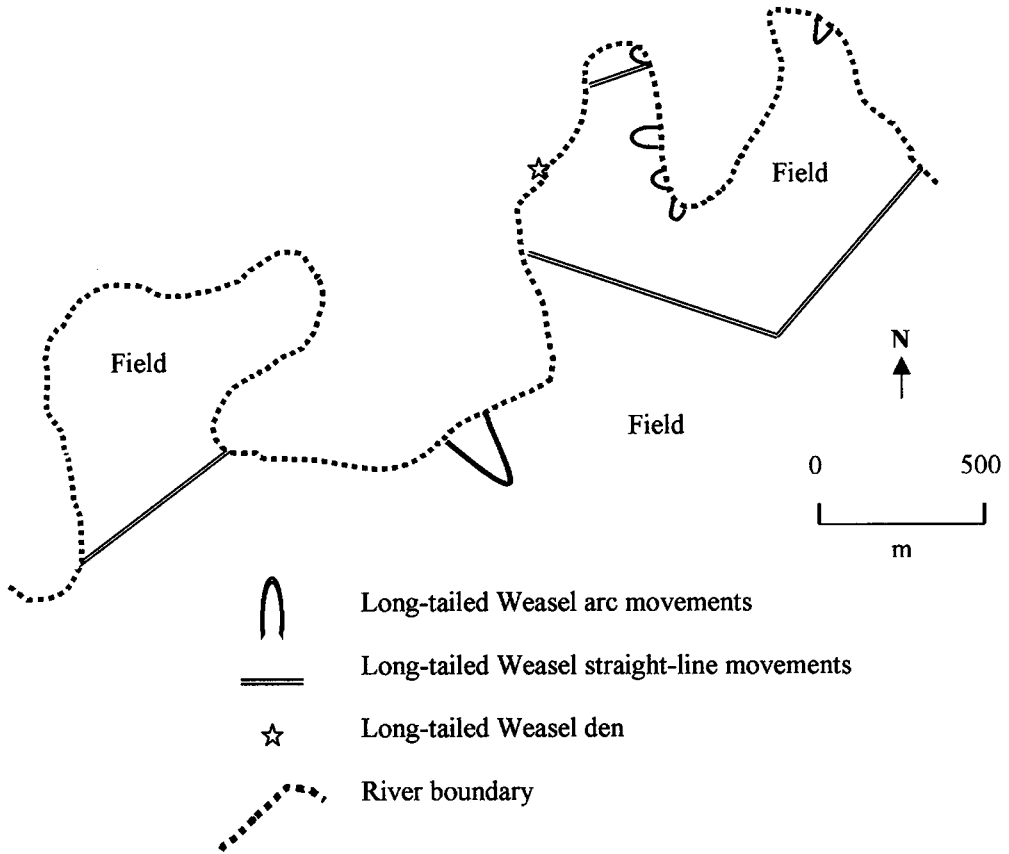 Field
Field
N
Field
0 500
m
Long-tailed Weasel arc movements
Long-tailed Weasel straight-line movements
Long-tailed Weasel den
River boundary